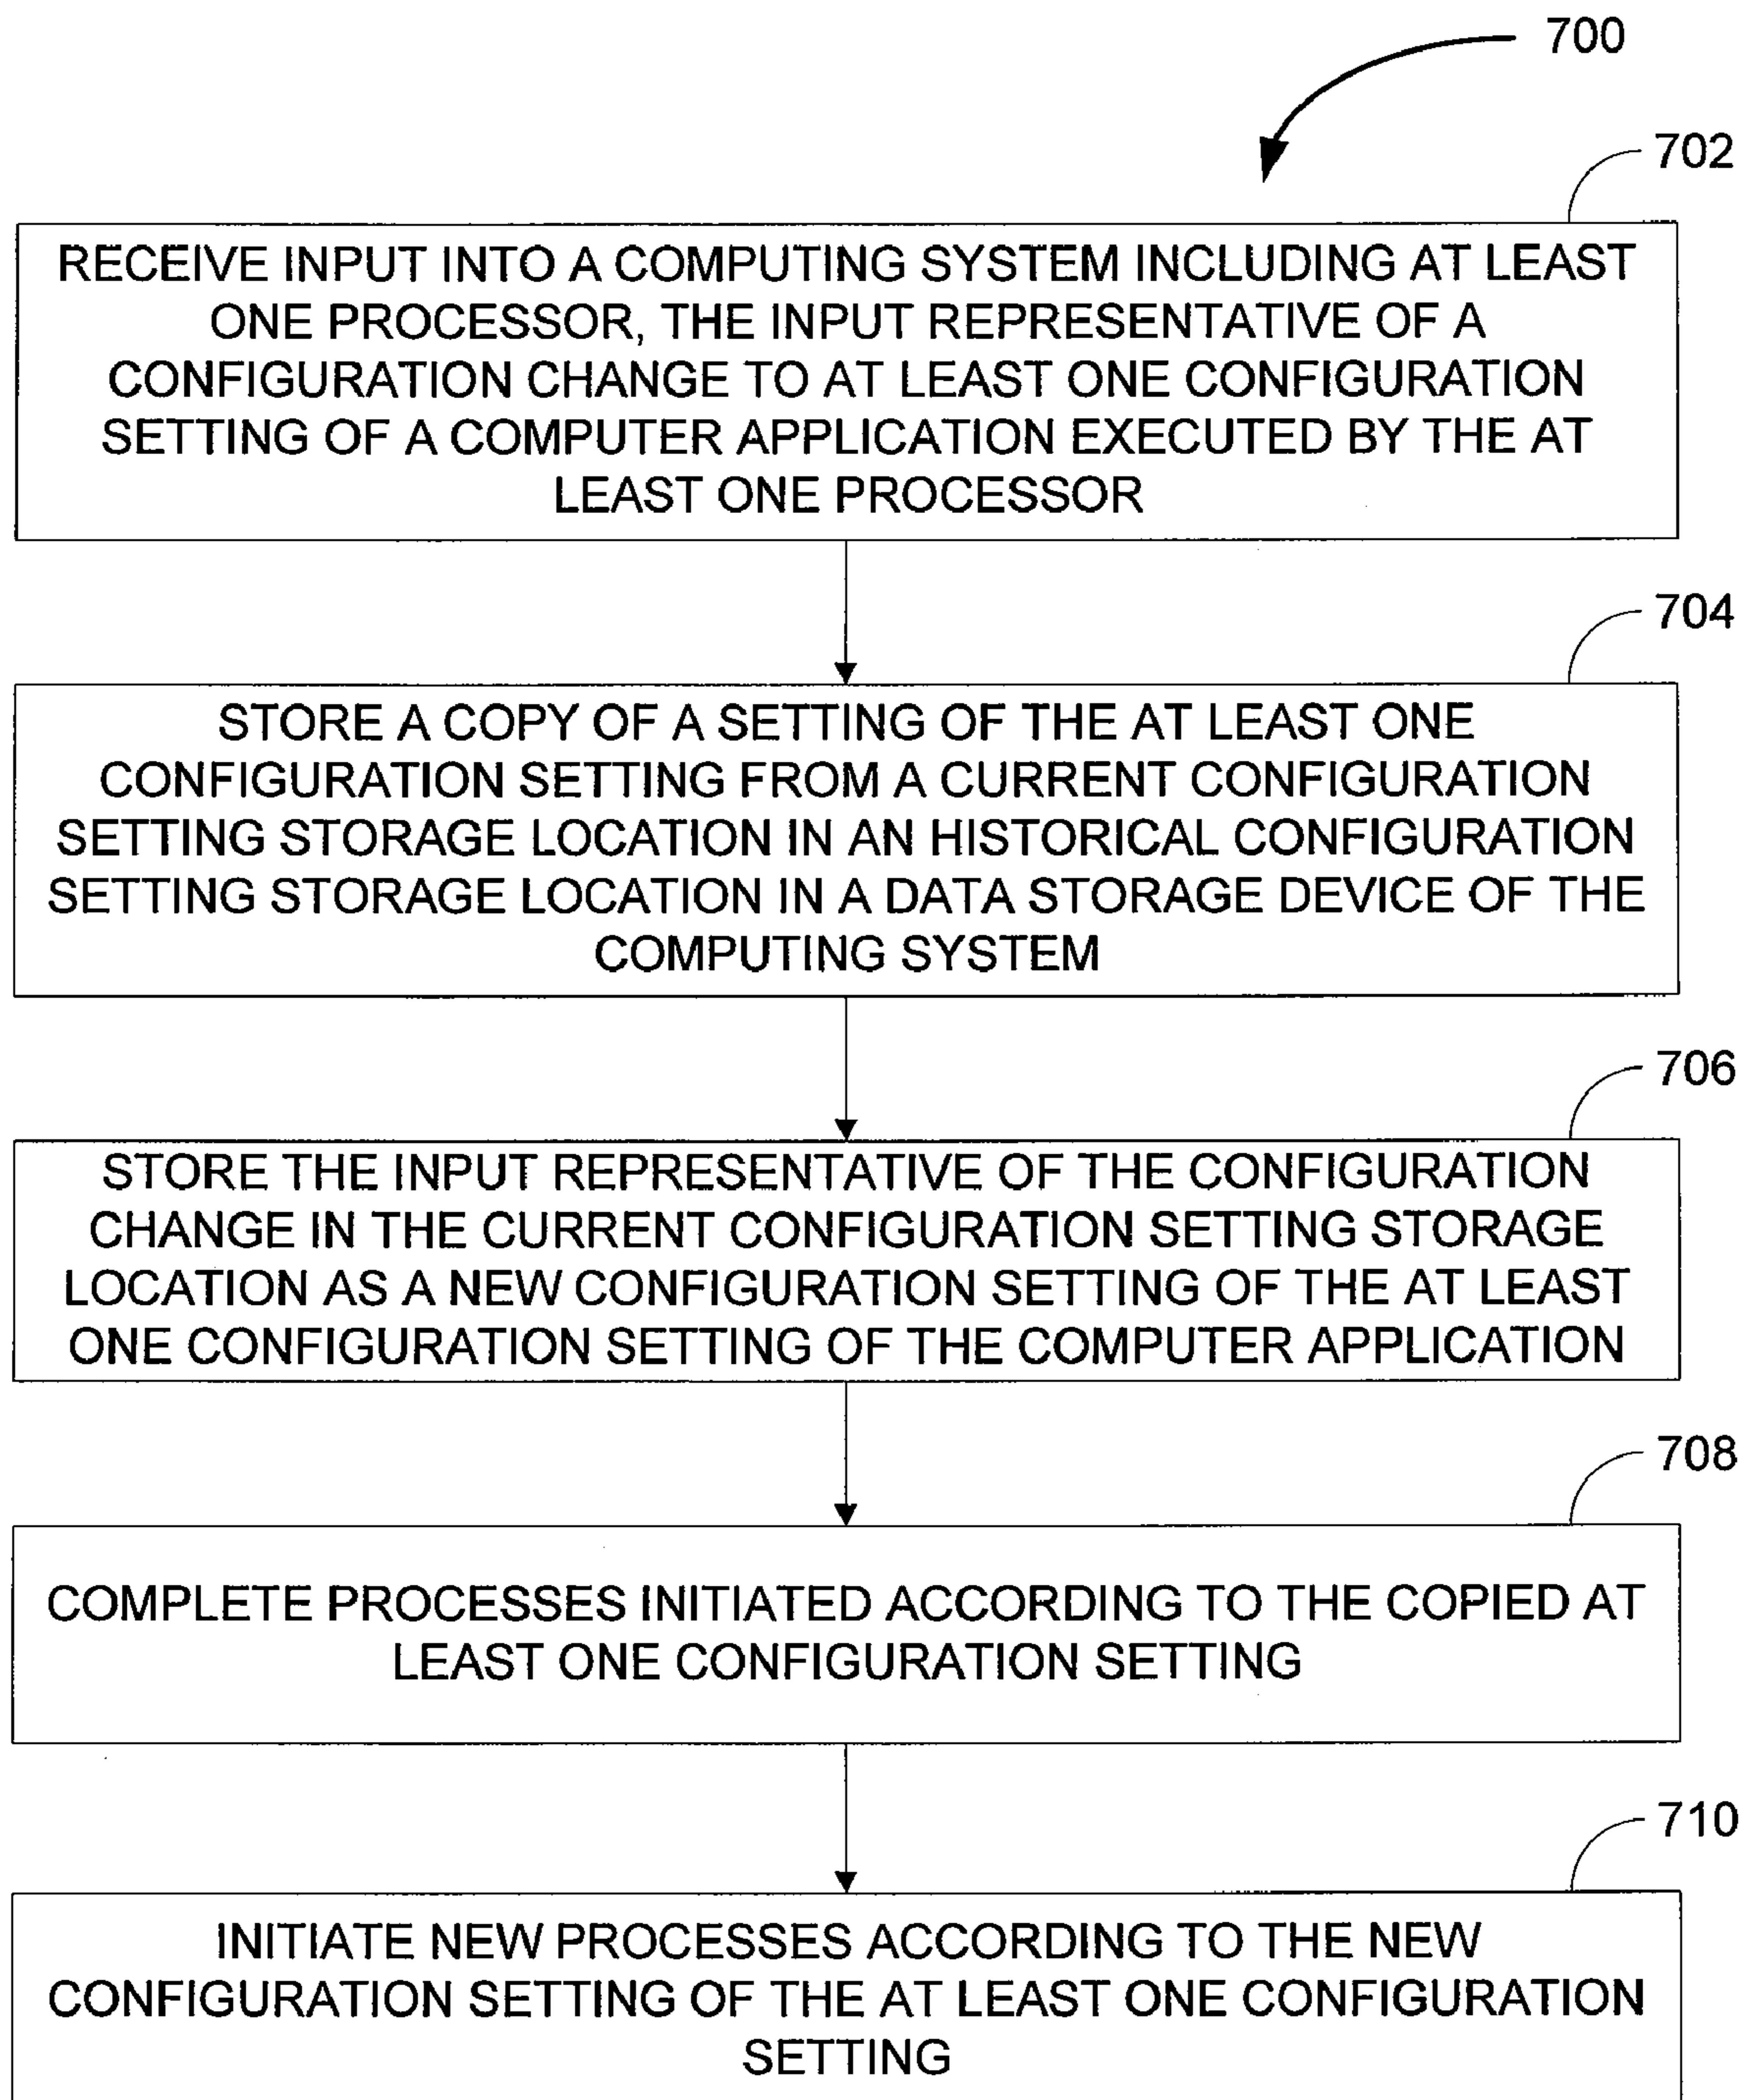 700
702
RECEIVE INPUT INTO A COMPUTING SYSTEM INCLUDING AT LEAST
ONE PROCESSOR, THE INPUT REPRESENTATIVE OF A
CONFIGURATION CHANGE TO AT LEAST ONE CONFIGURATION
SETTING OF A COMPUTER APPLICATION EXECUTED BY THE AT
LEAST ONE PROCESSOR
704
STORE A COPY OF A SETTING OF THE AT LEAST ONE
CONFIGURATION SETTING FROM A CURRENT CONFIGURATION
SETTING STORAGE LOCATION IN AN HISTORICAL CONFIGURATION
SETTING STORAGE LOCATION IN A DATA STORAGE DEVICE OF THE
COMPUTING SYSTEM
706
STORE THE INPUT REPRESENTATIVE OF THE CONFIGURATION
CHANGE IN THE CURRENT CONFIGURATION SETTING STORAGE
LOCATION AS A NEW CONFIGURATION SETTING OF THE AT LEAST
ONE CONFIGURATION SETTING OF THE COMPUTER APPLICATION
708
COMPLETE PROCESSES INITIATED ACCORDING TO THE COPIED AT
LEAST ONE CONFIGURATION SETTING
710
INITIATE NEW PROCESSES ACCORDING TO THE NEW
CONFIGURATION SETTING OF THE AT LEAST ONE CONFIGURATION
SETTING